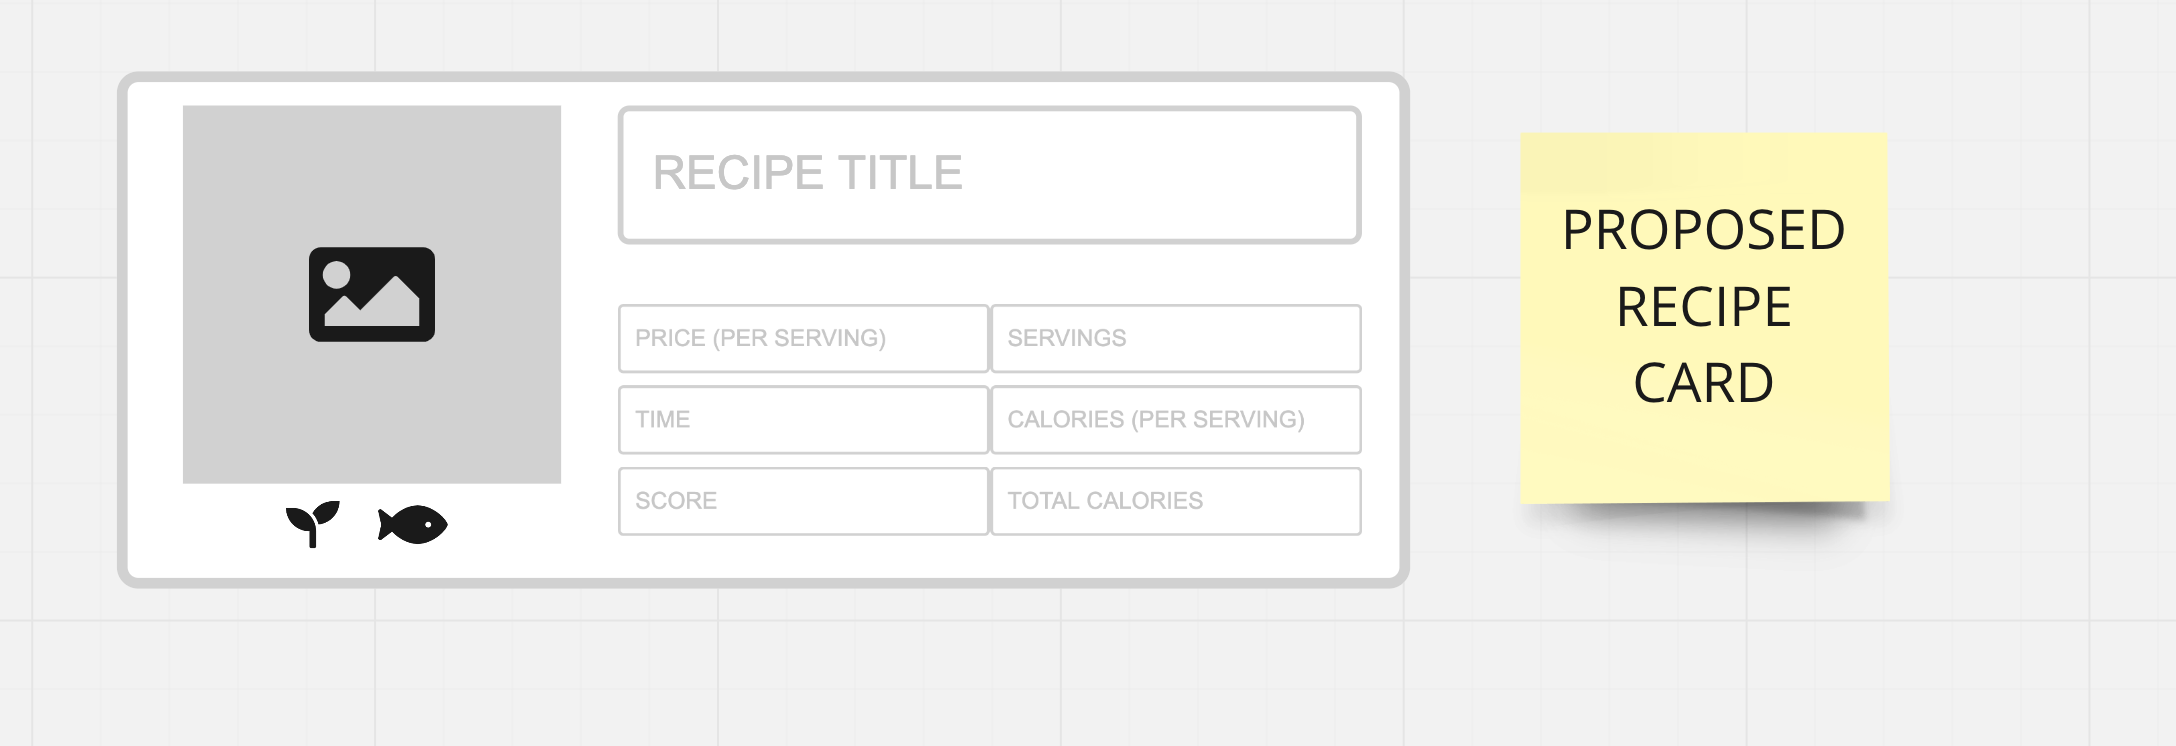 RECIPE TITLE
PRICE (PER SERVING)
SERVINGS
TIME
CALORIES (PER SERVING)
SCORE
TOTAL CALORIES
PROPOSED
RECIPE
CARD